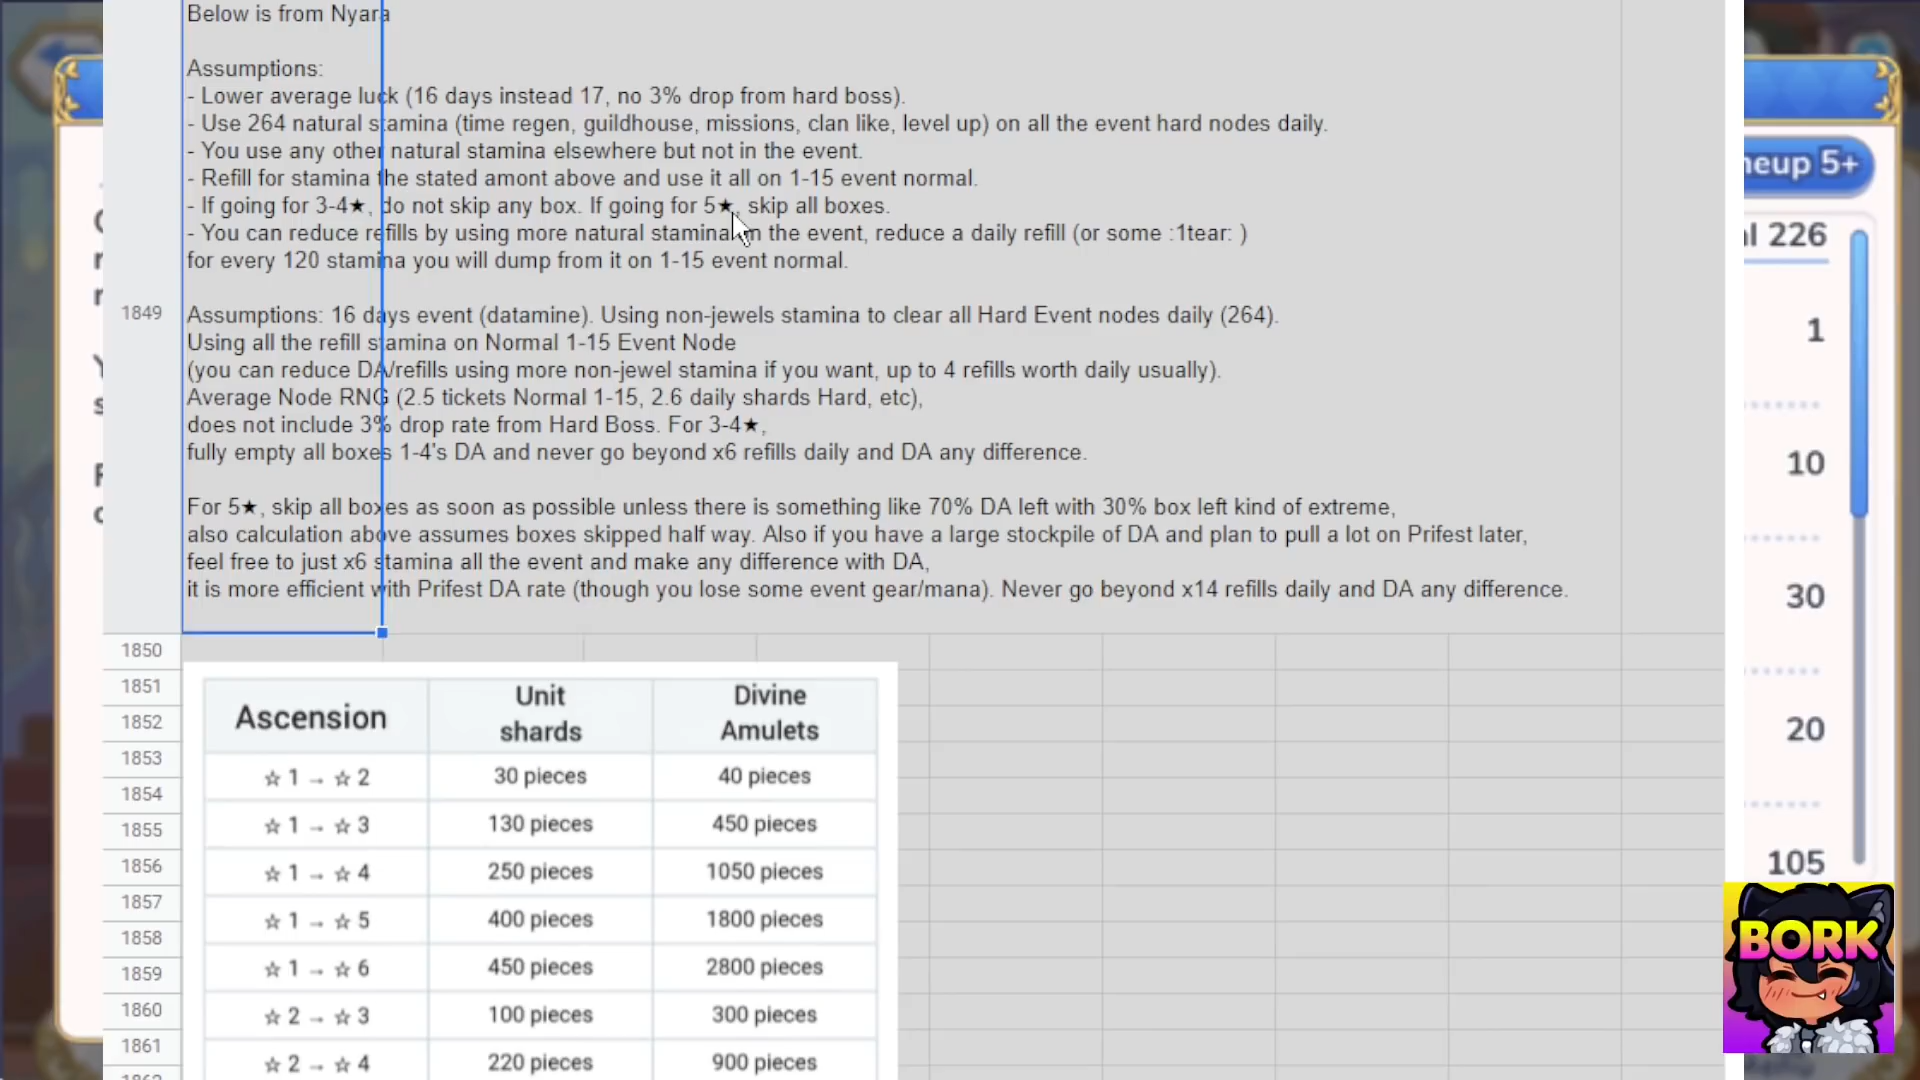 Below is from Nyara
Assumptions:
- Lower average luck (16 days instead 17, no 3% drop from hard boss).
- Use 264 natural stamina (time regen, guildhouse, missions, clan like, level up) on all the event hard nodes daily.
- You use any other natural stamina elsewhere but not in the event.
- Refill for stamina the stated amont above and use it all on 1-15 event normal.
- If going for 3-4★, do not skip any box. If going for 5★, skip all boxes.
- You can reduce refills by using more natural stamina in the event, reduce a daily refill (or some :1tear: )
for every 120 stamina you will dump from it on 1-15 event normal.
1849
Assumptions: 16 days event (datamine). Using non-jewels stamina to clear all Hard Event nodes daily (264).
Using all the refill stamina on Normal 1-15 Event Node
(you can reduce DA/refills using more non-jewel stamina if you want, up to 4 refills worth daily usually).
Average Node RNG (2.5 tickets Normal 1-15, 2.6 daily shards Hard, etc),
does not include 3% drop rate from Hard Boss. For 3-4★,
fully empty all boxes 1-4's DA and never go beyond x6 refills daily and DA any difference.
For 5★, skip all boxes as soon as possible unless there is something like 70% DA left with 30% box left kind of extreme,
also calculation above assumes boxes skipped half way. Also if you have a large stockpile of DA and plan to pull a lot on Prifest later,
feel free to just x6 stamina all the event and make any difference with DA,
it is more efficient with Prifest DA rate (though you lose some event gear/mana). Never go beyond x14 refills daily and DA any difference.
1850
1851
1852
1853
1854
1855
1856
1857
1858
1859
1860
1861
Ascension Unit shards Divine Amulets
☆ 1 → ☆ 2 30 pieces 40 pieces
☆ 1 → ☆ 3 130 pieces 450 pieces
☆ 1 → ☆ 4 250 pieces 1050 pieces
☆ 1 → ☆ 5 400 pieces 1800 pieces
☆ 1 → ☆ 6 450 pieces 2800 pieces
☆ 2 → ☆ 3 100 pieces 300 pieces
☆ 2 → ☆ 4 220 pieces 900 pieces
neup 5+
226
1
10
30
20
105
BORK